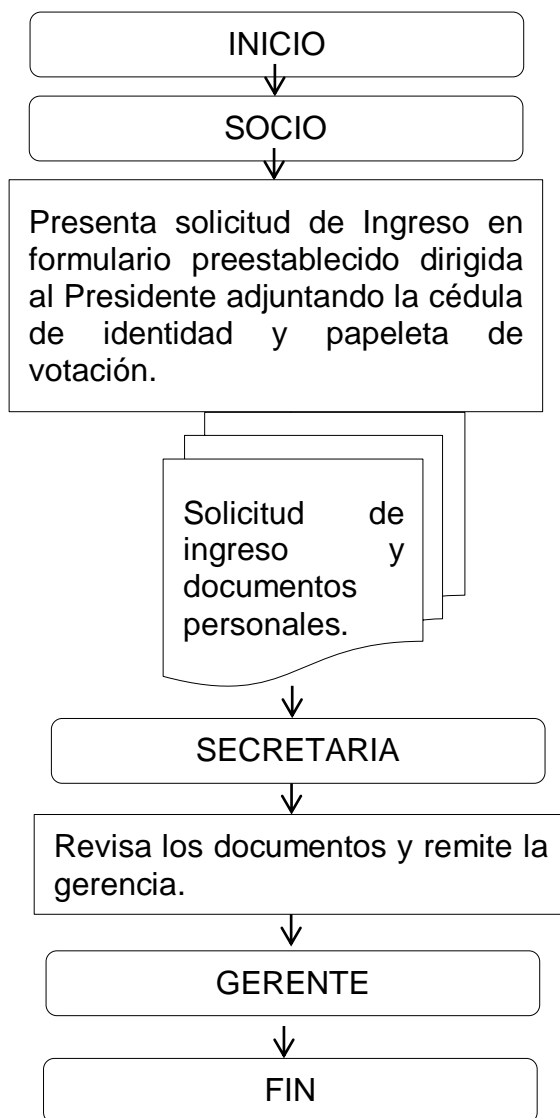 INICIO
SOCIO
Presenta solicitud de Ingreso en
formulario preestablecido dirigida
al Presidente adjuntando la cédula
de identidad y papeleta de
votación.
Solicitud de
ingreso y
documentos
personales.
SECRETARIA
Revisa los documentos y remite la
gerencia.
GERENTE
FIN